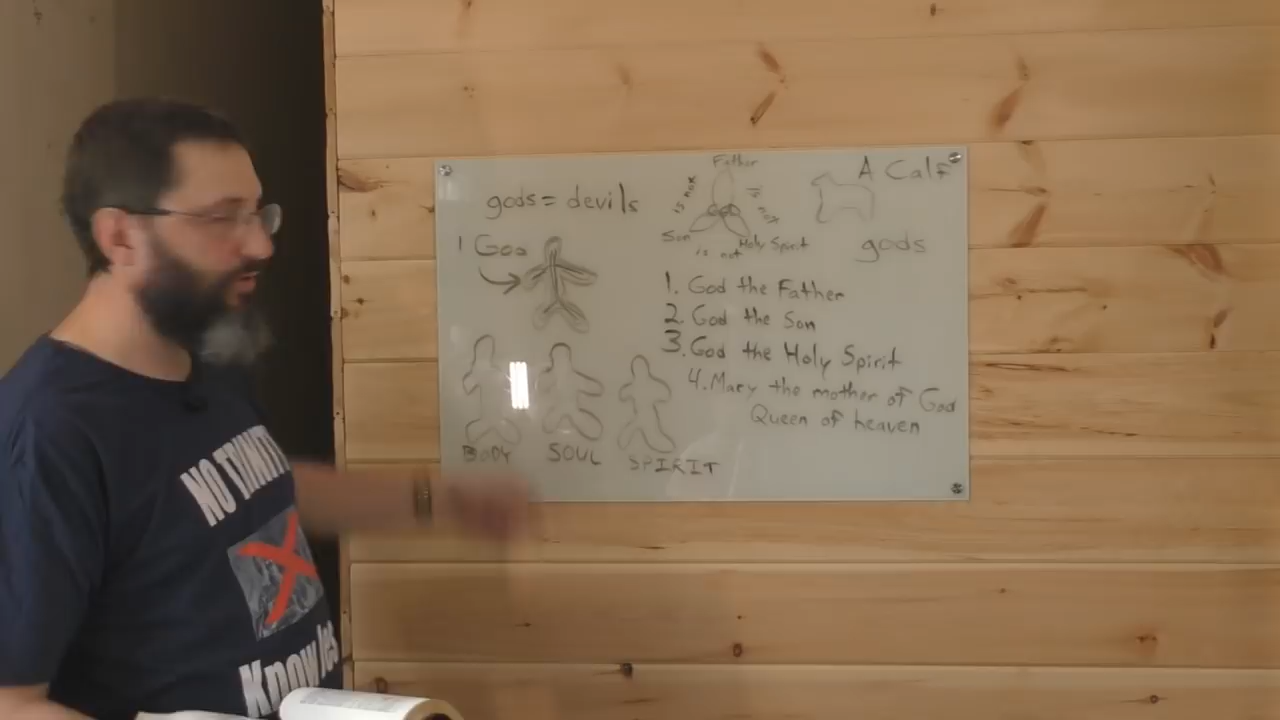 gods = devils
1 God
BODY SOUL SPIRIT
Father
is not
is not
Son
is not
Holy Spirit
A Calf
gods
1. God the Father
2. God the Son
3. God the Holy Spirit
4. Mary the mother of God
Queen of heaven
NO TRINITY
Knowles